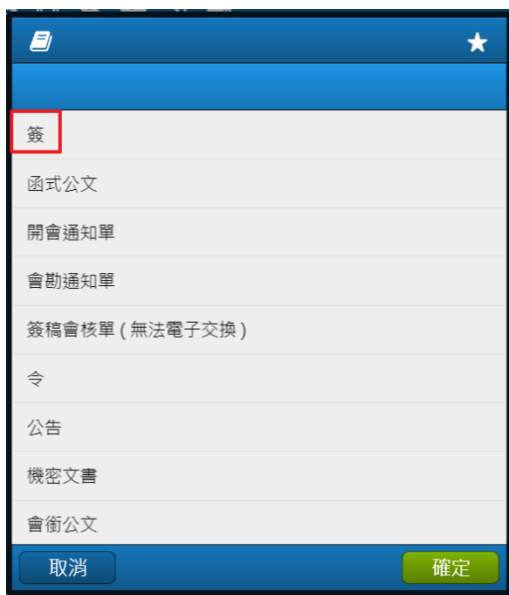 簽
函式公文
開會通知單
會勘通知單
簽稿會核單 ( 無法電子交換 )
令
公告
機密文書
會銜公文
取消
確定